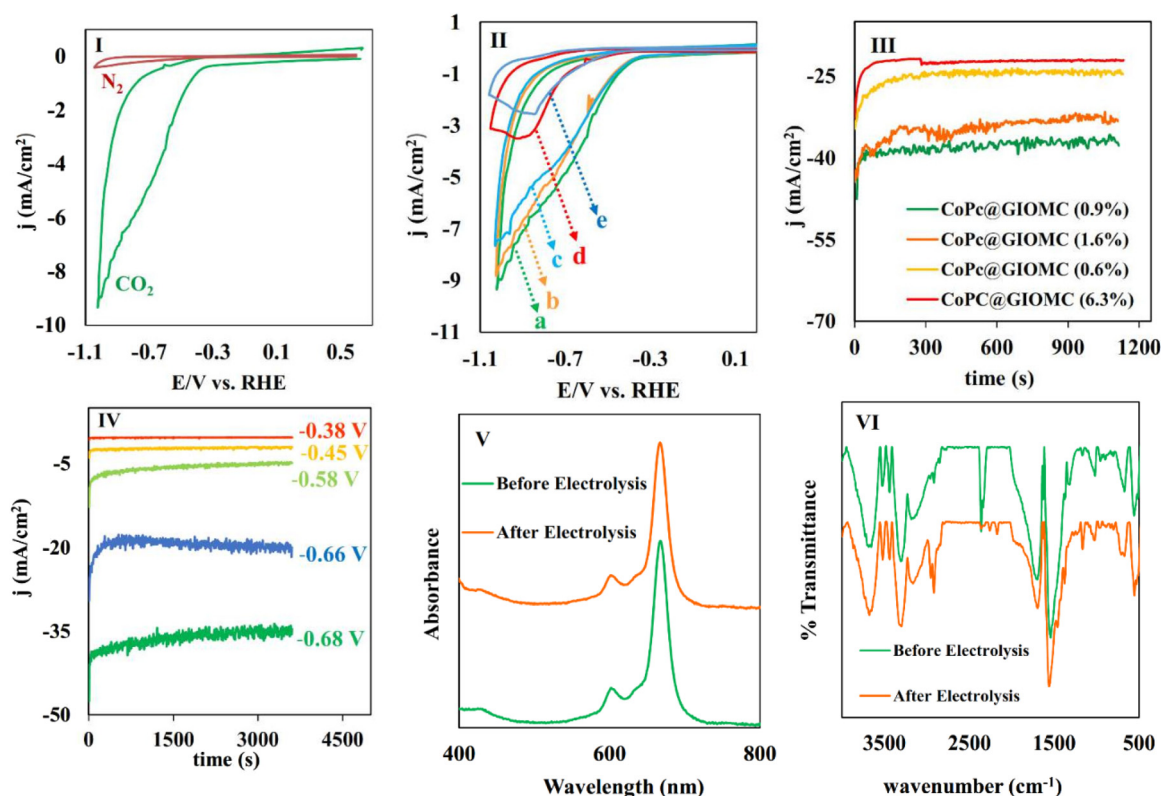 I
0
-2
-4
-6
-8
-10
j (mA/cm²)
N₂
CO₂
-1.1 -0.7 -0.3 0.1 0.5
E/V vs. RHE
II
1
-1
-3
-5
-7
-9
-11
j (mA/cm²)
a
b
c
d
e
b
-1.1 -0.7 -0.3 0.1
E/V vs. RHE
III
-25
-40
-55
-70
j (mA/cm²)
CoPc@GIOMC (0.9%)
CoPc@GIOMC (1.6%)
CoPc@GIOMC (0.6%)
CoPC@GIOMC (6.3%)
0 300 600 900 1200
time (s)
IV
-5
-20
-35
-50
j (mA/cm²)
-0.38 V
-0.45 V
-0.58 V
-0.66 V
-0.68 V
0 1500 3000 4500
time (s)
V
Absorbance
Before Electrolysis
After Electrolysis
400 600 800
Wavelength (nm)
VI
% Transmittance
Before Electrolysis
After Electrolysis
3500 2500 1500 500
wavenumber (cm⁻¹)